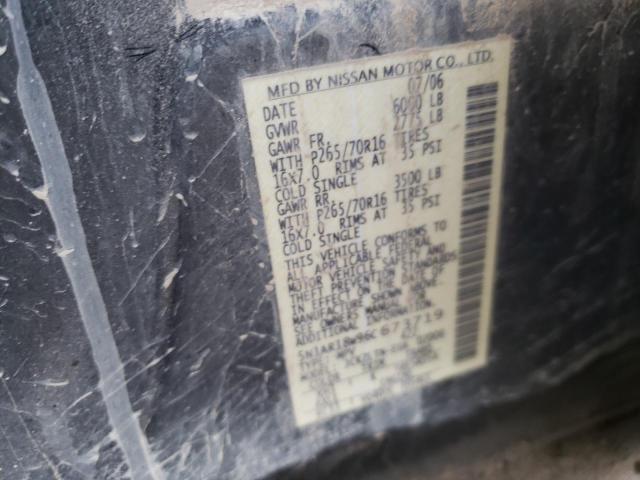 MFD BY NISSAN MOTOR CO., LTD.
DATE 07/06
GVWR 6000 LB
GAWR FR. 2775 LB
WITH P265/70R16 TIRES
16X7.0 RIMS AT 35 PSI
COLD SINGLE
GAWR RR. 3500 LB
WITH P265/70R16 TIRES
16X7.0 RIMS AT 35 PSI
COLD SINGLE
THIS VEHICLE CONFORMS TO
ALL APPLICABLE FEDERAL
MOTOR VEHICLE SAFETY AND
THEFT PREVENTION STANDARDS
IN EFFECT ON THE DATE OF
MANUFACTURE SHOWN ABOVE.
SEE OWNERS MANUAL FOR
ADDITIONAL INFORMATION.
5N1AR18W96C673719
TYPE: MPV